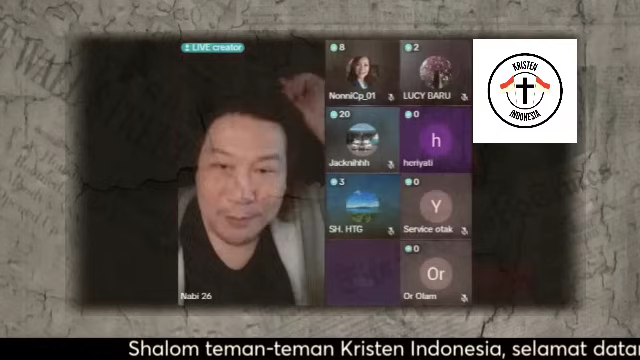 LIVE creator
8
2
NonniCp_01
LUCY BARU
20
0
h
Jacknihhh
heriyati
3
0
Y
SH. HTG
Service otak
0
Or
Nabi 26
Or Olam
KRISTEN
INDONESIA
Shalom teman-teman Kristen Indonesia, selamat data